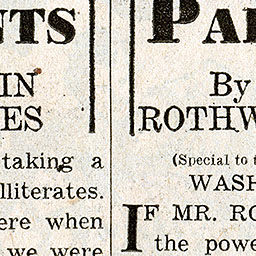 NTS
IN
ES
taking a
lliterates.
ere when
we were
PA
By
ROTHW
(Special to t
WASH
IF MR. RO
the powe